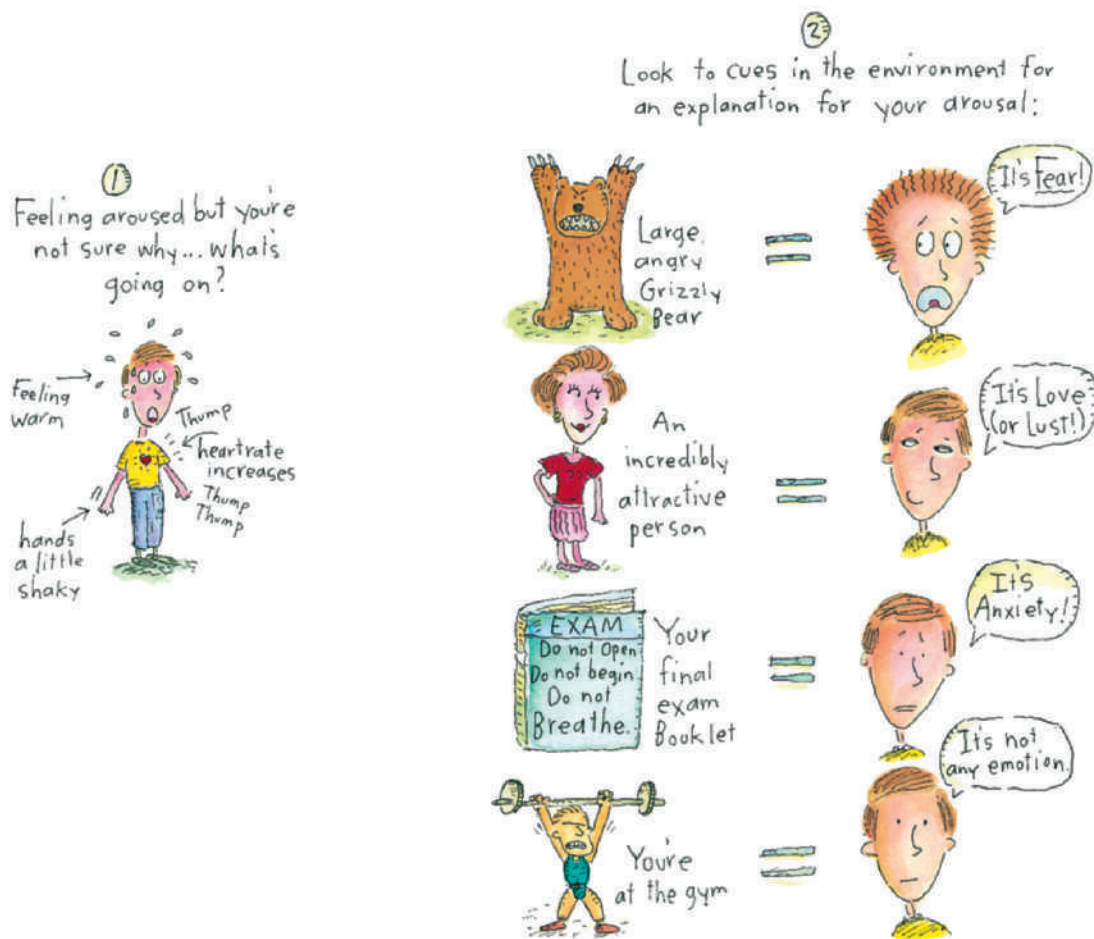 1
Feeling aroused but you're
not sure why... what's
going on?
Feeling
warm
Thump
heartrate
increases
Thump
Thump
hands
a little
shaky
2
Look to cues in the environment for
an explanation for your arousal:
Large,
angry
Grizzly
Bear
=
It's Fear!
An
incredibly
attractive
person
=
It's Love
(or Lust!)
EXAM
Do not Open
Do not begin
Do not
Breathe.
Your
final
exam
Booklet
=
It's
Anxiety!
You're
at the gym
=
It's not
any emotion.